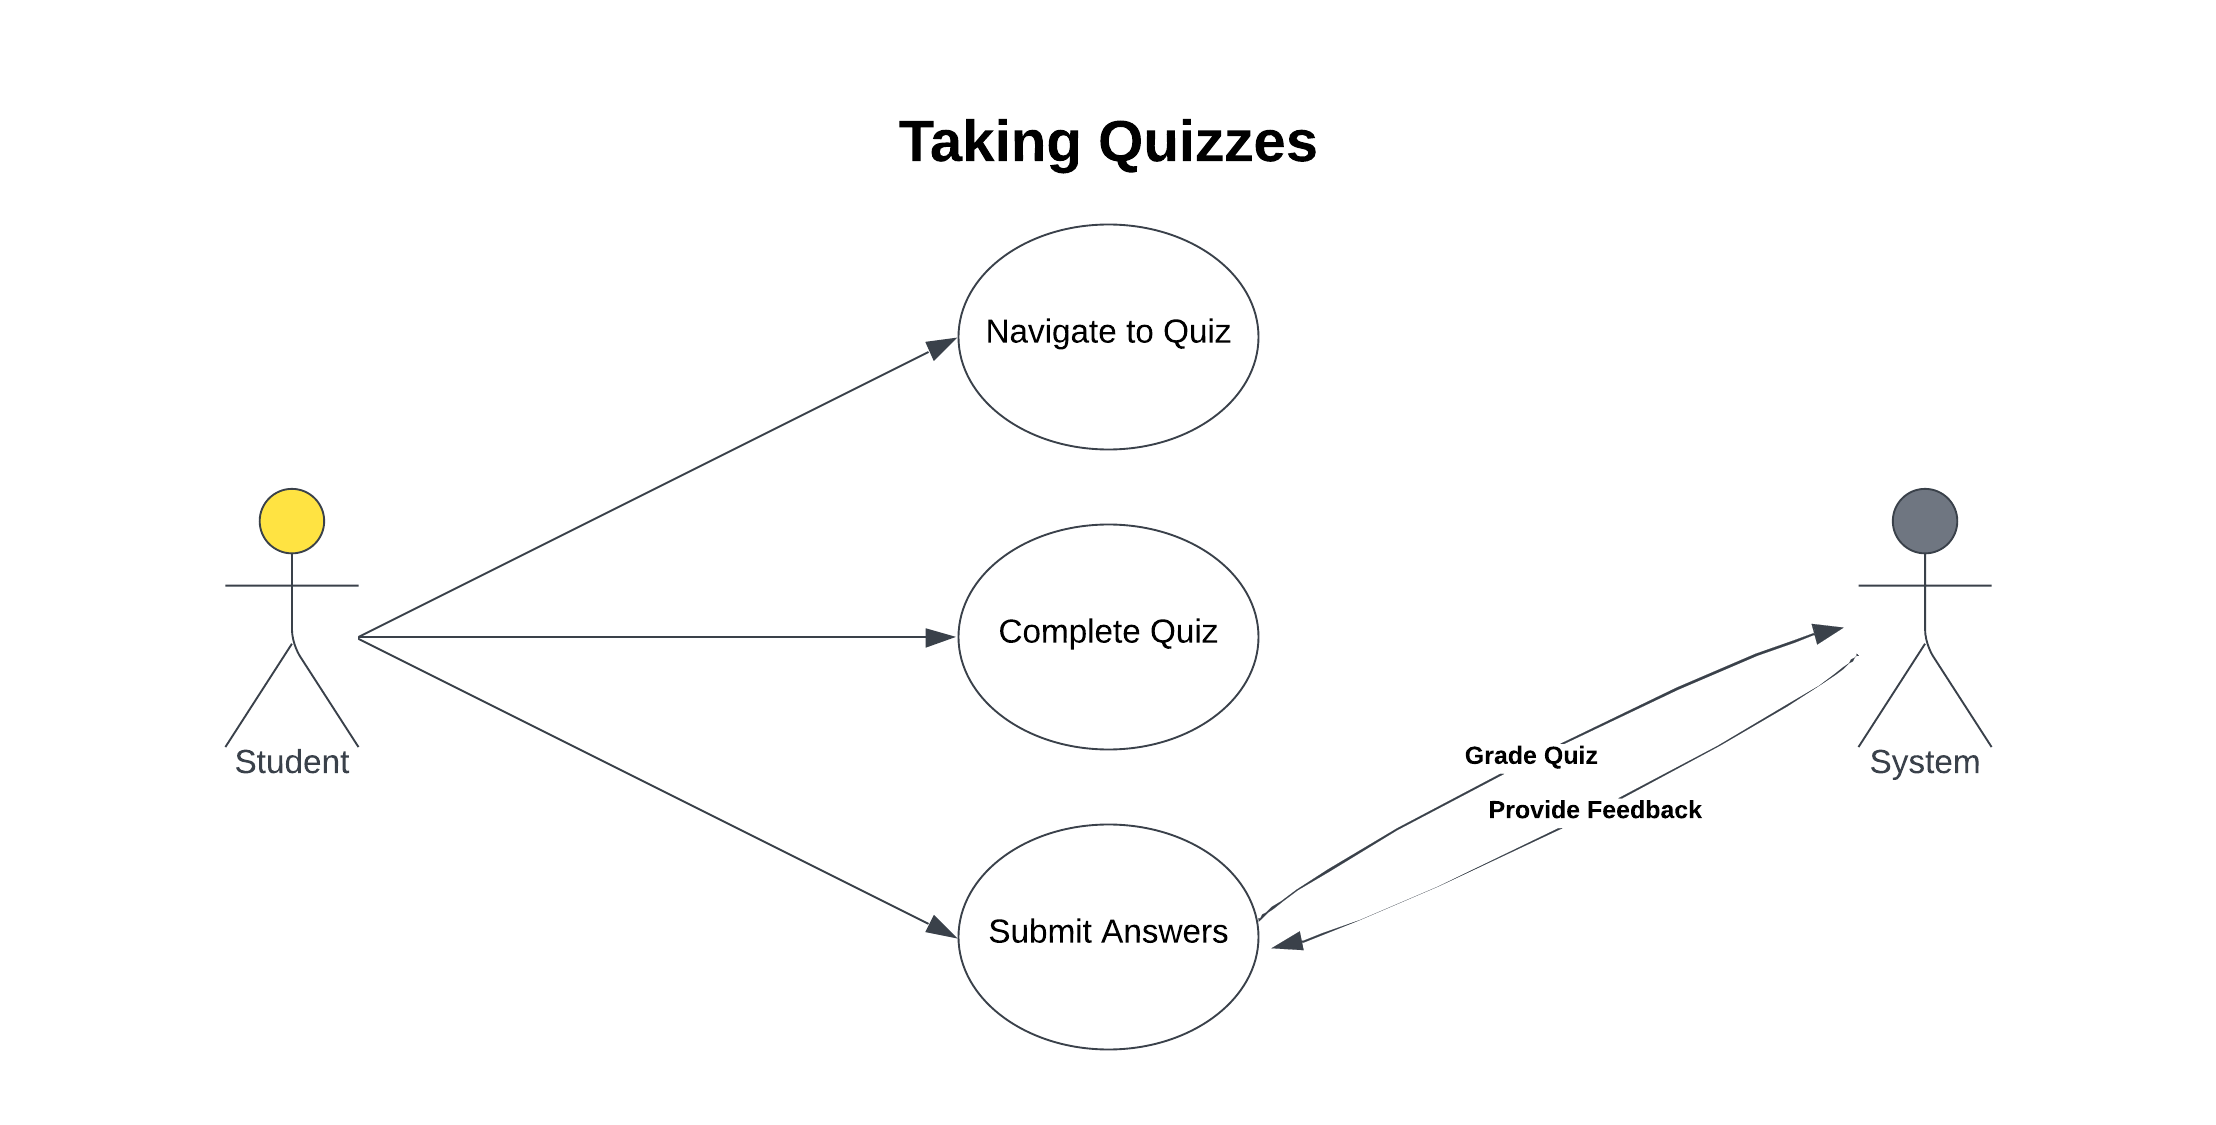 Taking Quizzes
Navigate to Quiz
Complete Quiz
Student
System
Grade Quiz
Provide Feedback
Submit Answers